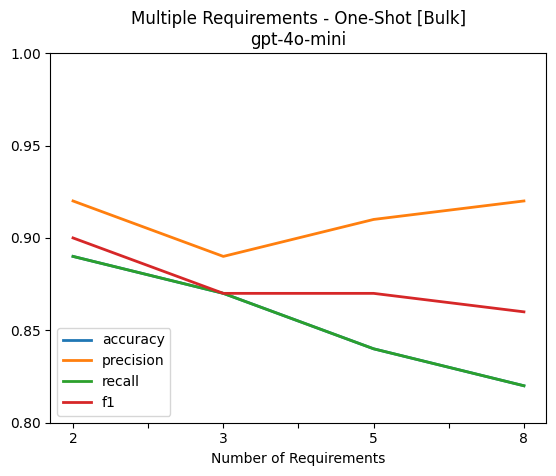 Multiple Requirements - One-Shot [Bulk]
gpt-4o-mini
1.00
0.95
0.90
0.85
0.80
accuracy
precision
recall
f1
2
3
5
8
Number of Requirements